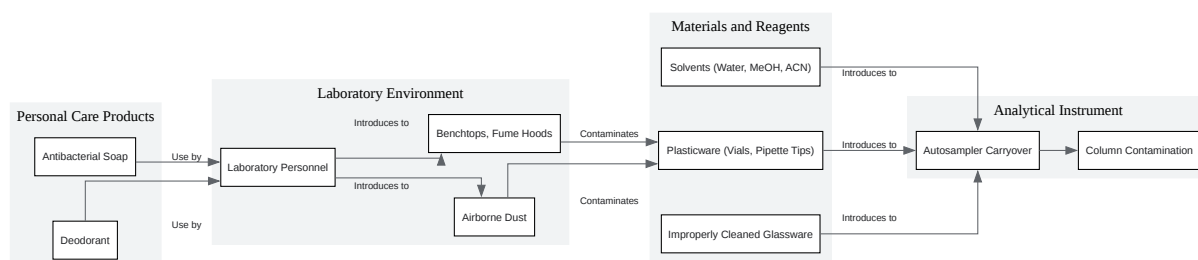 Personal Care Products
Antibacterial Soap
Deodorant
Use by
Use by
Laboratory Environment
Laboratory Personnel
Introduces to
Introduces to
Benchtops, Fume Hoods
Airborne Dust
Contaminates
Contaminates
Materials and Reagents
Solvents (Water, MeOH, ACN)
Plasticware (Vials, Pipette Tips)
Improperly Cleaned Glassware
Introduces to
Introduces to
Introduces to
Analytical Instrument
Autosampler Carryover
Column Contamination